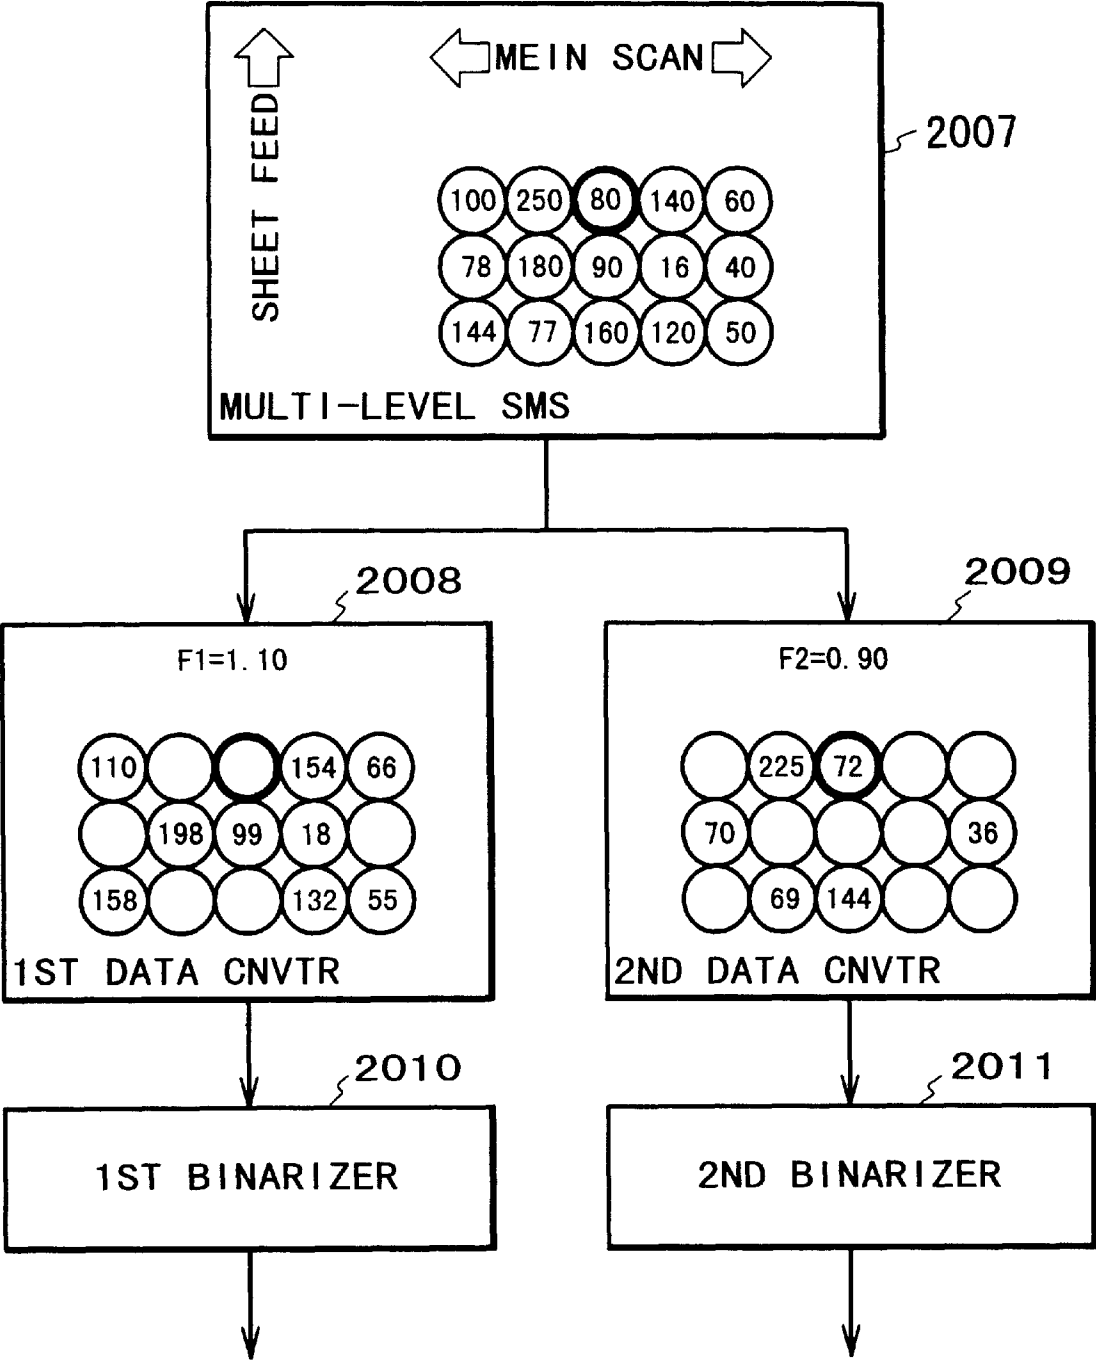 MEIN SCAN
SHEET FEED
2007
100 250 80 140 60
78 180 90 16 40
144 77 160 120 50
MULTI-LEVEL SMS
2008
F1=1.10
110 154 66
198 99 18
158 132 55
1ST DATA CNVTR
2009
F2=0.90
225 72
70 36
69 144
2ND DATA CNVTR
2010
1ST BINARIZER
2011
2ND BINARIZER